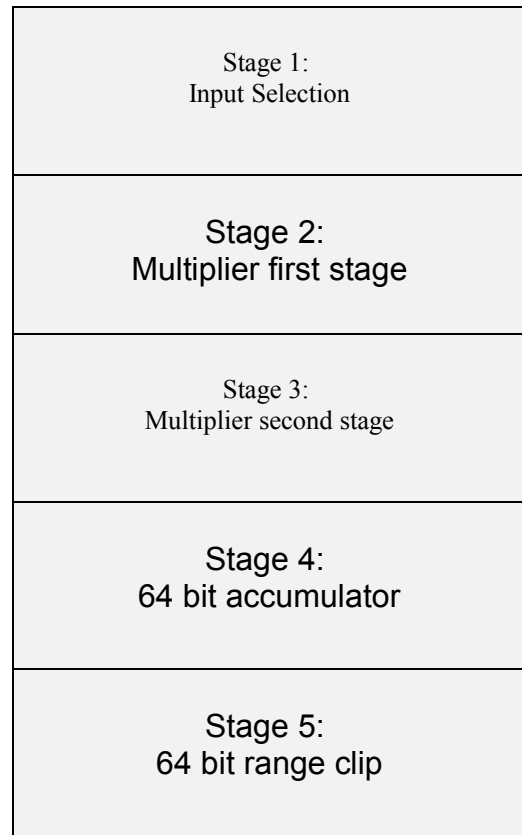 Stage 1:
Input Selection
Stage 2:
Multiplier first stage
Stage 3:
Multiplier second stage
Stage 4:
64 bit accumulator
Stage 5:
64 bit range clip